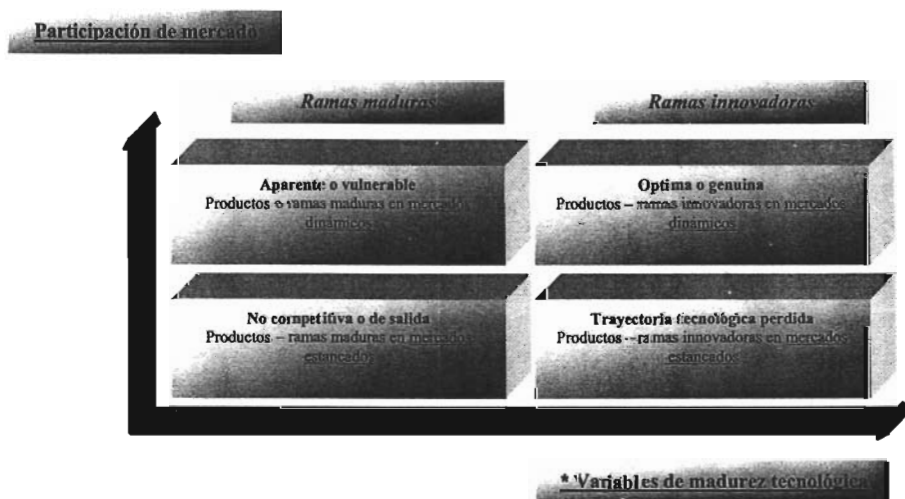 Participación de mercado
Ramas maduras
Ramas innovadoras
Aparente o vulnerable
Productos o ramas maduras en mercados
dinámicos
Optima o genuina
Productos – ramas innovadoras en mercados
dinámicos
No competitiva o de salida
Productos – ramas maduras en mercados
estancados
Trayectoria tecnológica perdida
Productos – ramas innovadoras en mercados
estancados
* Variables de madurez tecnológica